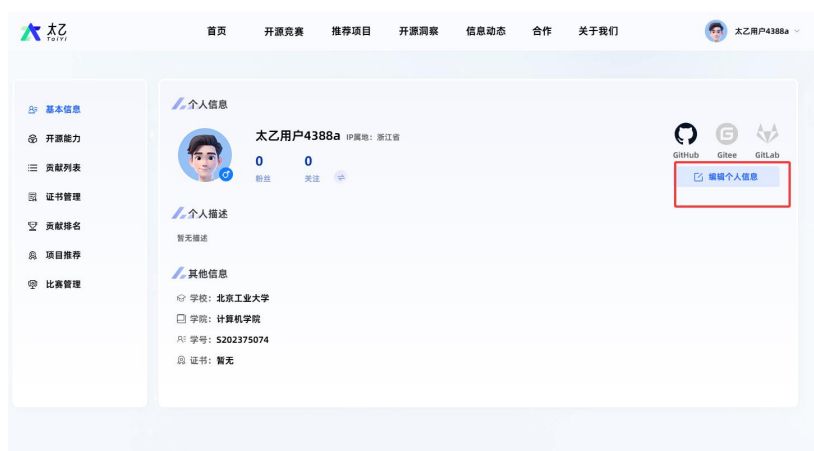 太乙
TaiYi
首页 开源竞赛 推荐项目 开源洞察 信息动态 合作 关于我们 太乙用户4388a
基本信息
开源能力
贡献列表
证书管理
贡献排名
项目推荐
比赛管理
个人信息
太乙用户4388a IP属地：浙江省
0 0
粉丝 关注
GitHub Gitee GitLab
编辑个人信息
个人描述
暂无描述
其他信息
学校：北京工业大学
学院：计算机学院
学号：S202375074
证书：暂无